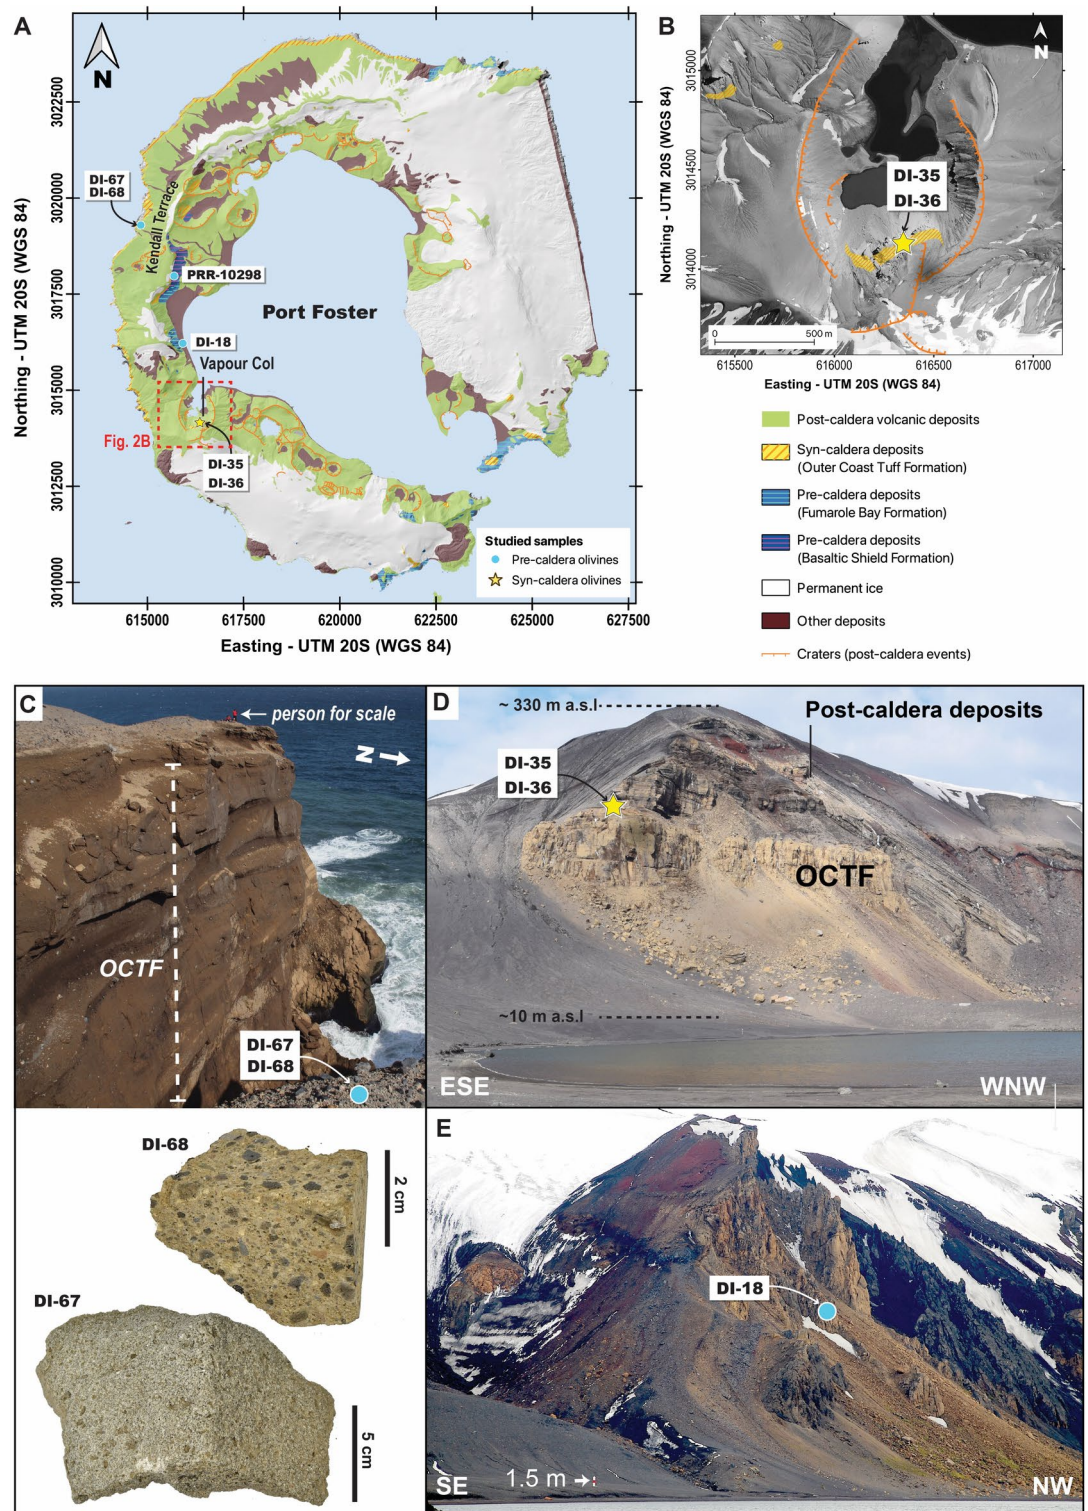 A
N
3022500
3020000
3017500
3015000
3012500
3010000
Northing - UTM 20S (WGS 84)
DI-67
DI-68
Kendall Terrace
PRR-10298
Port Foster
DI-18
Vapour Col
Fig. 2B
DI-35
DI-36
Studied samples
Pre-caldera olivines
Syn-caldera olivines
615000
617500
620000
622500
625000
627500
Easting - UTM 20S (WGS 84)
B
N
3015000
3014500
3014000
Northing - UTM 20S (WGS 84)
DI-35
DI-36
0
500 m
615500
616000
616500
617000
Easting - UTM 20S (WGS 84)
Post-caldera volcanic deposits
Syn-caldera deposits
(Outer Coast Tuff Formation)
Pre-caldera deposits
(Fumarole Bay Formation)
Pre-caldera deposits
(Basaltic Shield Formation)
Permanent ice
Other deposits
Craters (post-caldera events)
C
person for scale
N
OCTF
DI-67
DI-68
DI-68
2 cm
DI-67
5 cm
D
~ 330 m a.s.l
Post-caldera deposits
DI-35
DI-36
OCTF
~10 m a.s.l
ESE
WNW
E
DI-18
1.5 m
SE
NW